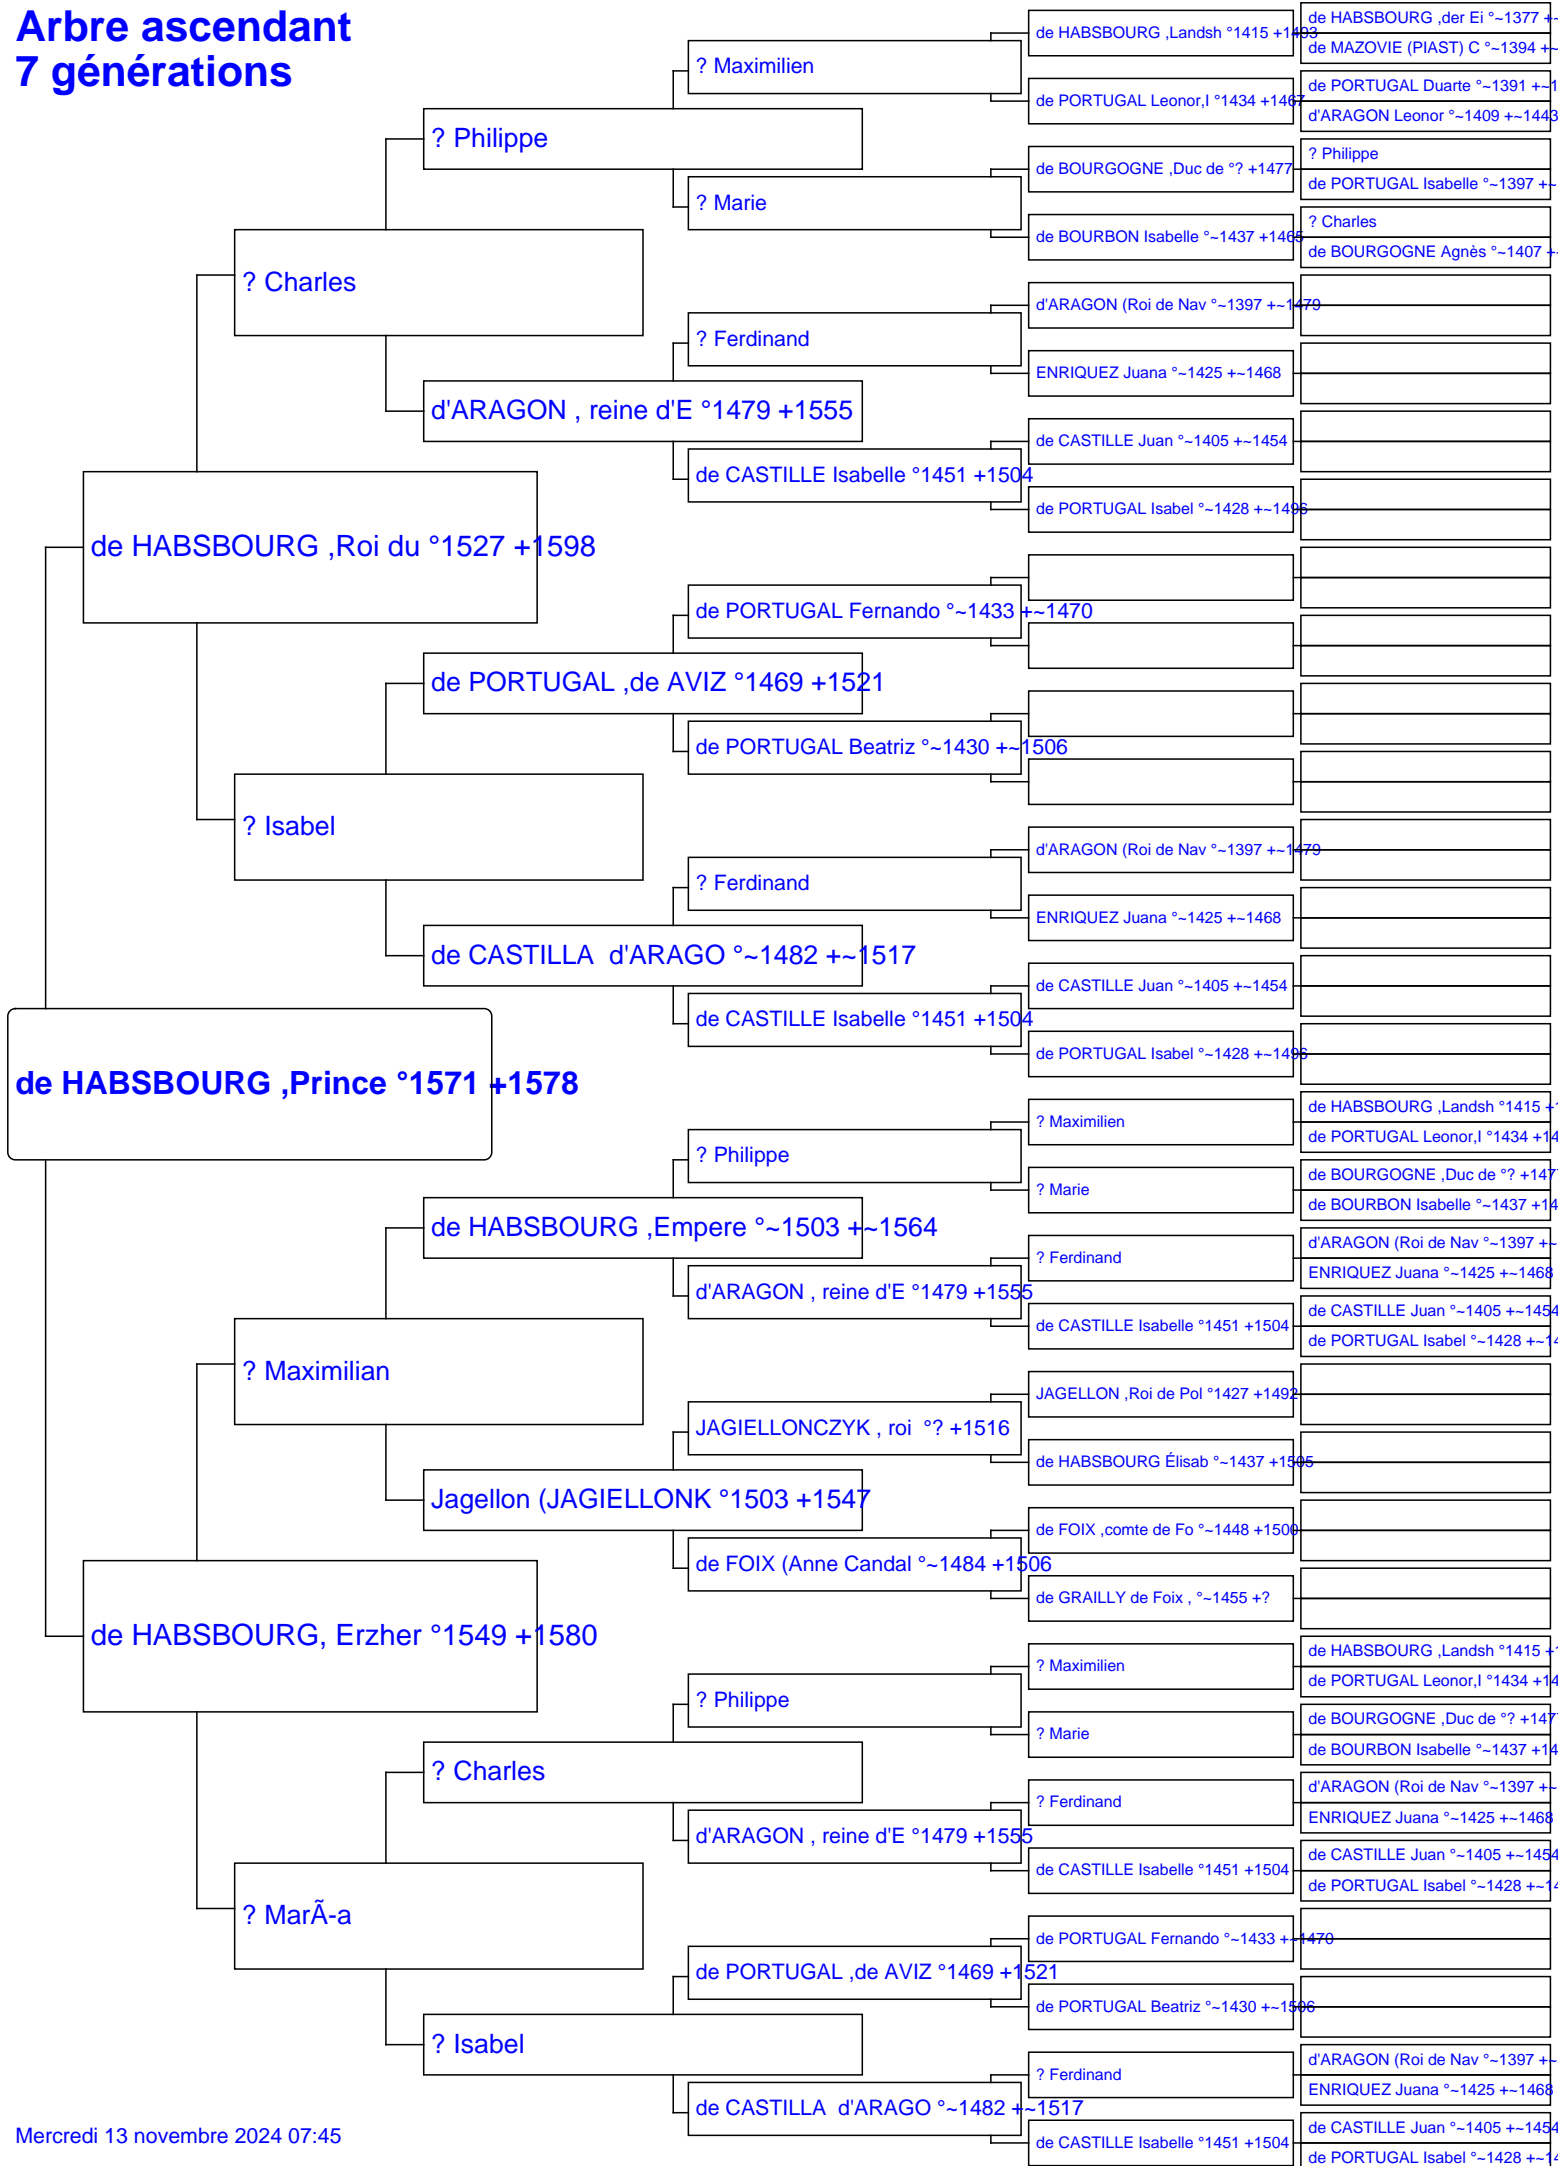 Arbre ascendant
7 générations
de HABSBOURG ,Prince °1571 +1578
de HABSBOURG ,Roi du °1527 +1598
de HABSBOURG, Erzher °1549 +1580
? Charles
? Isabel
? Maximilian
? MarÃ-a
? Philippe
d'ARAGON , reine d'E °1479 +1555
de PORTUGAL ,de AVIZ °1469 +1521
de CASTILLA  d'ARAGO °~1482 +~1517
de HABSBOURG ,Empere °~1503 +~1564
Jagellon (JAGIELLONK °1503 +1547
? Charles
? Isabel
? Maximilien
? Marie
? Ferdinand
de CASTILLE Isabelle °1451 +1504
de PORTUGAL Fernando °~1433 +~1470
de PORTUGAL Beatriz °~1430 +~1506
? Ferdinand
de CASTILLE Isabelle °1451 +1504
? Philippe
d'ARAGON , reine d'E °1479 +1555
JAGIELLONCZYK , roi  °? +1516
de FOIX (Anne Candal °~1484 +1506
? Philippe
d'ARAGON , reine d'E °1479 +1555
de PORTUGAL ,de AVIZ °1469 +1521
de CASTILLA  d'ARAGO °~1482 +~1517
de HABSBOURG ,Landsh °1415 +1493
de PORTUGAL Leonor,I °1434 +1467
de BOURGOGNE ,Duc de °? +1477
de BOURBON Isabelle °~1437 +1465
d'ARAGON (Roi de Nav °~1397 +~1479
ENRIQUEZ Juana °~1425 +~1468
de CASTILLE Juan °~1405 +~1454
de PORTUGAL Isabel °~1428 +~1496
d'ARAGON (Roi de Nav °~1397 +~1479
ENRIQUEZ Juana °~1425 +~1468
de CASTILLE Juan °~1405 +~1454
de PORTUGAL Isabel °~1428 +~1496
? Maximilien
? Marie
? Ferdinand
de CASTILLE Isabelle °1451 +1504
JAGELLON ,Roi de Pol °1427 +1492
de HABSBOURG Élisab °~1437 +1505
de FOIX ,comte de Fo °~1448 +1500
de GRAILLY de Foix , °~1455 +?
? Maximilien
? Marie
? Ferdinand
de CASTILLE Isabelle °1451 +1504
de PORTUGAL Fernando °~1433 +~1470
de PORTUGAL Beatriz °~1430 +~1506
? Ferdinand
de CASTILLE Isabelle °1451 +1504
de HABSBOURG ,der Ei °~1377 +~
de MAZOVIE (PIAST) C °~1394 +~
de PORTUGAL Duarte °~1391 +~1
d'ARAGON Leonor °~1409 +~1443
? Philippe
de PORTUGAL Isabelle °~1397 +~
? Charles
de BOURGOGNE Agnès °~1407 +
de HABSBOURG ,Landsh °1415 +1
de PORTUGAL Leonor,I °1434 +14
de BOURGOGNE ,Duc de °? +1477
de BOURBON Isabelle °~1437 +14
d'ARAGON (Roi de Nav °~1397 +~
ENRIQUEZ Juana °~1425 +~1468
de CASTILLE Juan °~1405 +~1454
de PORTUGAL Isabel °~1428 +~14
de HABSBOURG ,Landsh °1415 +1
de PORTUGAL Leonor,I °1434 +14
de BOURGOGNE ,Duc de °? +1477
de BOURBON Isabelle °~1437 +14
d'ARAGON (Roi de Nav °~1397 +~
ENRIQUEZ Juana °~1425 +~1468
de CASTILLE Juan °~1405 +~1454
de PORTUGAL Isabel °~1428 +~14
d'ARAGON (Roi de Nav °~1397 +~
ENRIQUEZ Juana °~1425 +~1468
de CASTILLE Juan °~1405 +~1454
de PORTUGAL Isabel °~1428 +~14
Mercredi 13 novembre 2024 07:45